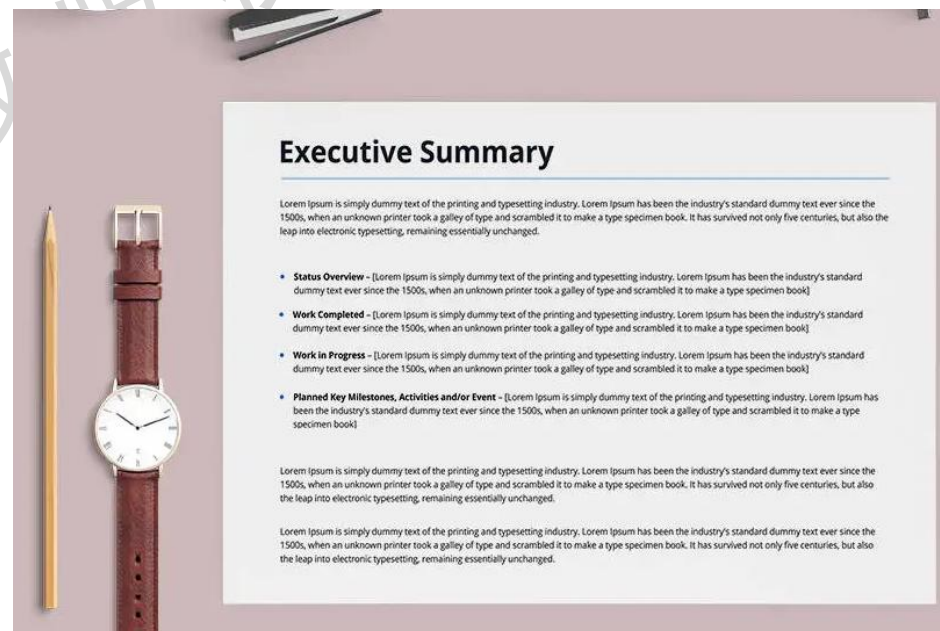 Executive Summary
Lorem Ipsum is simply dummy text of the printing and typesetting industry. Lorem Ipsum has been the industry's standard dummy text ever since the
1500s, when an unknown printer took a galley of type and scrambled it to make a type specimen book. It has survived not only five centuries, but also the
leap into electronic typesetting, remaining essentially unchanged.
• Status Overview – [Lorem Ipsum is simply dummy text of the printing and typesetting industry. Lorem Ipsum has been the industry's standard
dummy text ever since the 1500s, when an unknown printer took a galley of type and scrambled it to make a type specimen book]
• Work Completed – [Lorem Ipsum is simply dummy text of the printing and typesetting industry. Lorem Ipsum has been the industry's standard
dummy text ever since the 1500s, when an unknown printer took a galley of type and scrambled it to make a type specimen book]
• Work in Progress – [Lorem Ipsum is simply dummy text of the printing and typesetting industry. Lorem Ipsum has been the industry's standard
dummy text ever since the 1500s, when an unknown printer took a galley of type and scrambled it to make a type specimen book]
• Planned Key Milestones, Activities and/or Event – [Lorem Ipsum is simply dummy text of the printing and typesetting industry. Lorem Ipsum has
been the industry's standard dummy text ever since the 1500s, when an unknown printer took a galley of type and scrambled it to make a type
specimen book]
Lorem Ipsum is simply dummy text of the printing and typesetting industry. Lorem Ipsum has been the industry's standard dummy text ever since the
1500s, when an unknown printer took a galley of type and scrambled it to make a type specimen book. It has survived not only five centuries, but also
the leap into electronic typesetting, remaining essentially unchanged.
Lorem Ipsum is simply dummy text of the printing and typesetting industry. Lorem Ipsum has been the industry's standard dummy text ever since the
1500s, when an unknown printer took a galley of type and scrambled it to make a type specimen book. It has survived not only five centuries, but also
the leap into electronic typesetting, remaining essentially unchanged.